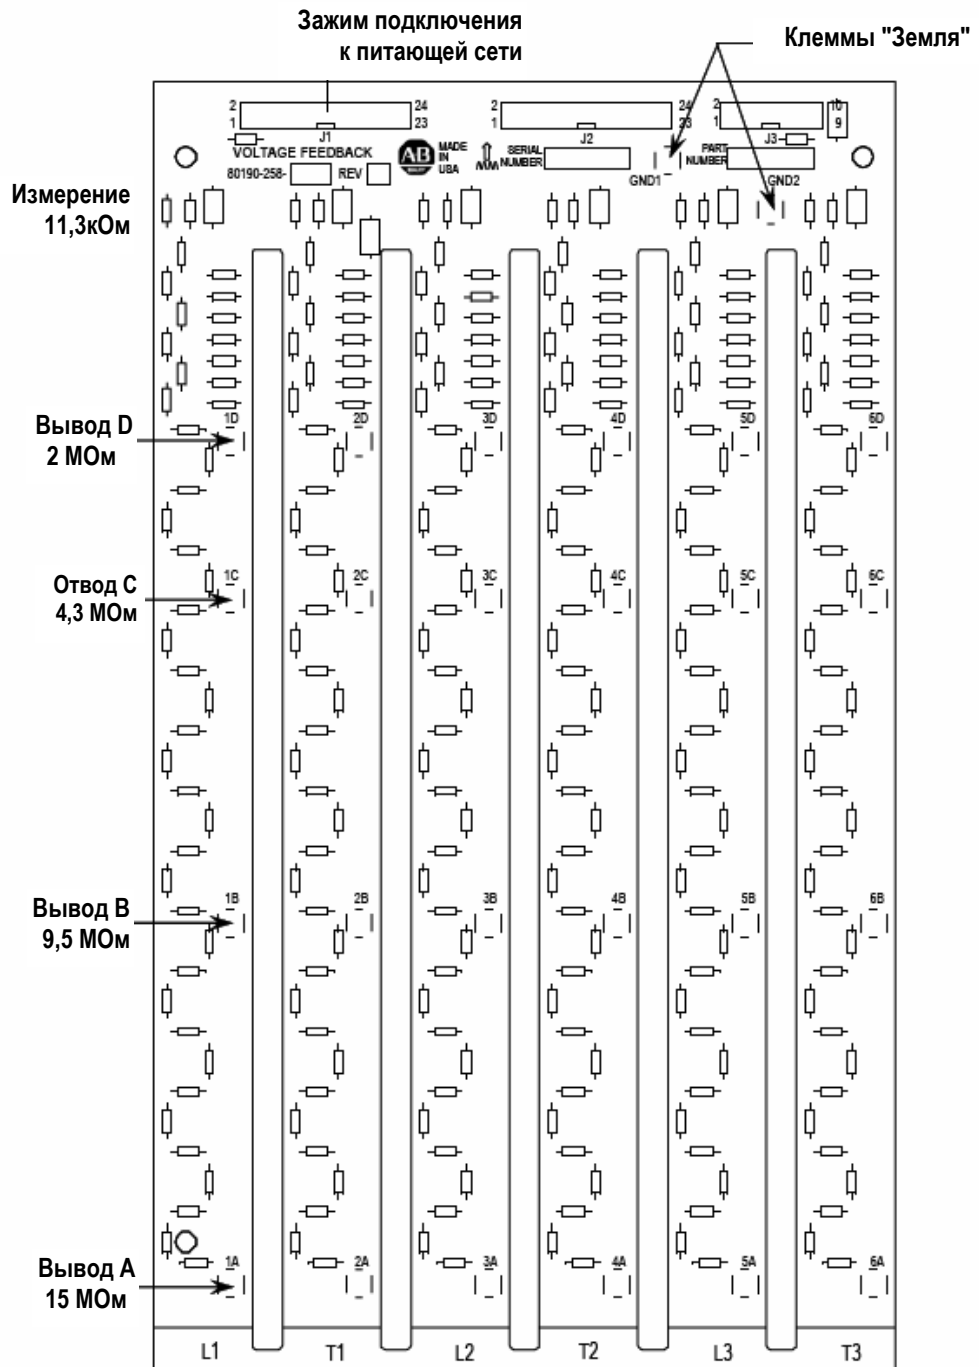 Зажим подключения
к питающей сети
Клеммы "Земля"
2 24 2 24 2 10
1 23 1 23 1 9
J1 J2 J3
VOLTAGE FEEDBACK
80190-258- REV
AB
MADE
IN
USA
SERIAL
NUMBER
PART
NUMBER
GND1 GND2
Измерение
11,3кОм
1D 2D 3D 4D 5D 6D
Вывод D
2 МОм
1C 2C 3C 4C 5C 6C
Отвод C
4,3 МОм
1B 2B 3B 4B 5B 6B
Вывод B
9,5 МОм
1A 2A 3A 4A 5A 6A
Вывод A
15 МОм
L1 T1 L2 T2 L3 T3